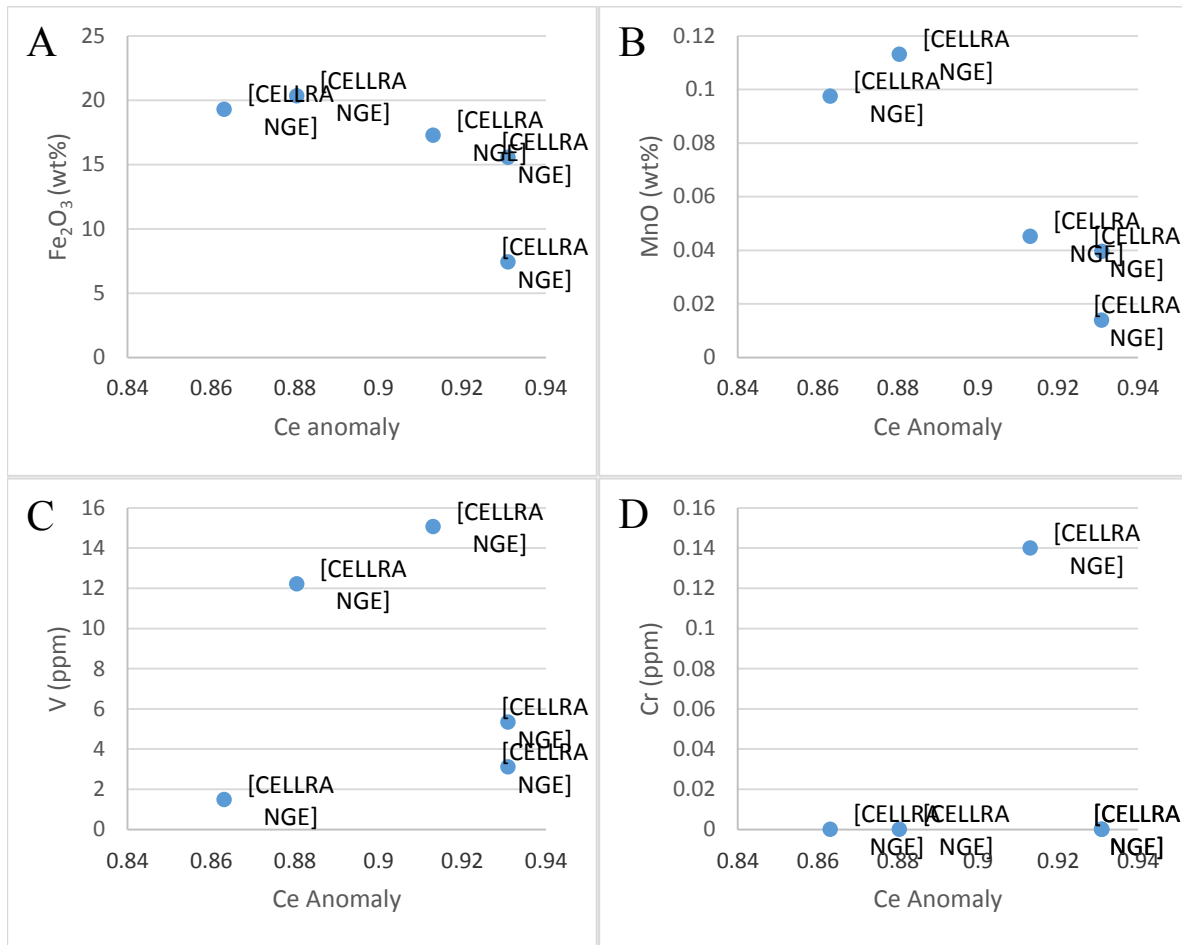 A
25
20
15
10
5
0
Fe2O3 (wt%)
[CELLRA
NGE]
[CELLRA
NGE]
[CELLRA
NGE]
[CELLRA
NGE]
[CELLRA
NGE]
0.84 0.86 0.88 0.9 0.92 0.94
Ce anomaly
B
0.12
0.1
0.08
0.06
0.04
0.02
0
MnO (wt%)
[CELLRA
NGE]
[CELLRA
NGE]
[CELLRA
NGE]
[CELLRA
NGE]
[CELLRA
NGE]
0.84 0.86 0.88 0.9 0.92 0.94
Ce Anomaly
C
16
14
12
10
8
6
4
2
0
V (ppm)
[CELLRA
NGE]
[CELLRA
NGE]
[CELLRA
NGE]
[CELLRA
NGE]
[CELLRA
NGE]
0.84 0.86 0.88 0.9 0.92 0.94
Ce Anomaly
D
0.16
0.14
0.12
0.1
0.08
0.06
0.04
0.02
0
Cr (ppm)
[CELLRA
NGE]
[CELLRA
NGE]
[CELLRA
NGE]
[CELLRA
NGE]
[CELLRA
NGE]
0.84 0.86 0.88 0.9 0.92 0.94
Ce Anomaly